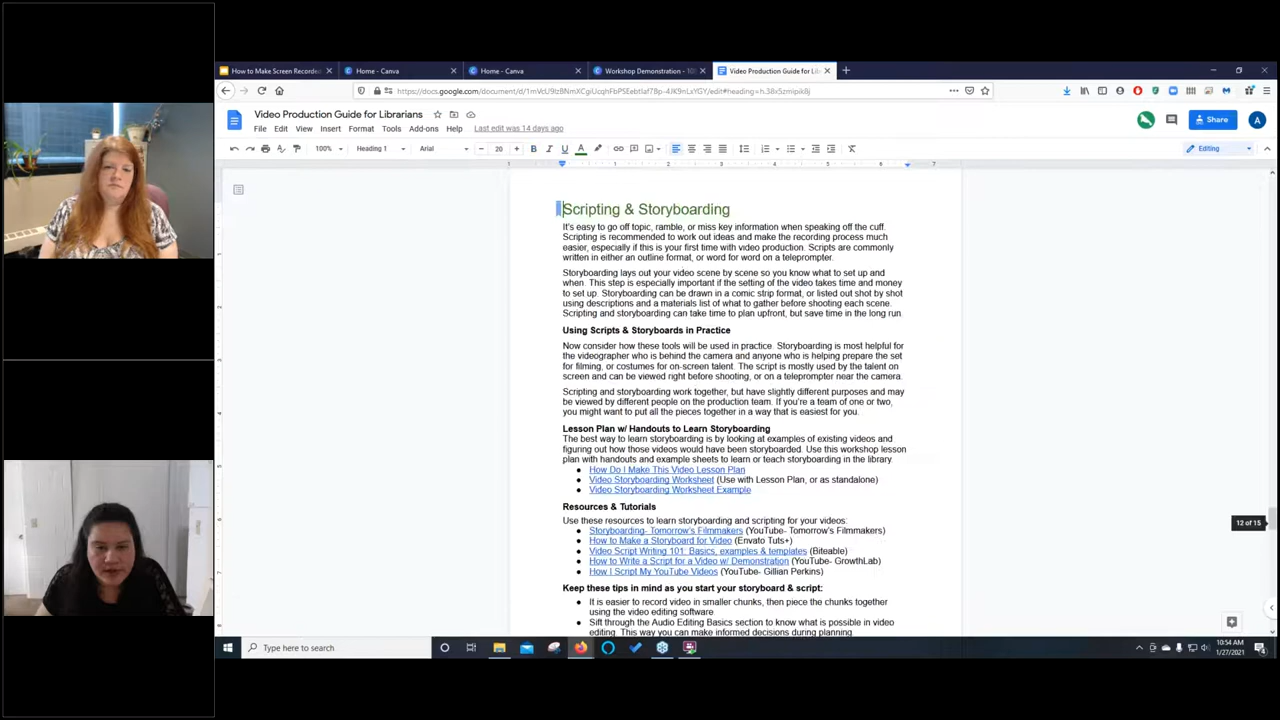 How to Make Screen Recorded
Home - Canva
Home - Canva
Workshop Demonstration - 10
Video Production Guide for Lib
Video Production Guide for Librarians
File Edit View Insert Format Tools Add-ons Help Last edit was 14 days ago
Share
A
100% Heading 1 Arial 20 Editing
Scripting & Storyboarding
It's easy to go off topic, ramble, or miss key information when speaking off the cuff.
Scripting is recommended to work out ideas and make the recording process much
easier, especially if this is your first time with video production. Scripts are commonly
written in either an outline format, or word for word on a teleprompter.
Storyboarding lays out your video scene by scene so you know what to set up and
when. This step is especially important if the setting of the video takes time and money
to set up. Storyboarding can be drawn in a comic strip format, or listed out shot by shot
using descriptions and a materials list of what to gather before shooting each scene.
Scripting and storyboarding can take time to plan upfront, but save time in the long run.
Using Scripts & Storyboards in Practice
Now consider how these tools will be used in practice. Storyboarding is most helpful for
the videographer who is behind the camera and anyone who is helping prepare the set
for filming, or costumes for on-screen talent. The script is mostly used by the talent on
screen and can be viewed right before shooting, or on a teleprompter near the camera.
Scripting and storyboarding work together, but have slightly different purposes and may
be viewed by different people on the production team. If you're a team of one or two,
you might want to put all the pieces together in a way that is easiest for you.
Lesson Plan w/ Handouts to Learn Storyboarding
The best way to learn storyboarding is by looking at examples of existing videos and
figuring out how those videos would have been storyboarded. Use this workshop lesson
plan with handouts and example sheets to learn or teach storyboarding in the library.
● How Do I Make This Video Lesson Plan
● Video Storyboarding Worksheet (Use with Lesson Plan, or as standalone)
● Video Storyboarding Worksheet Example
Resources & Tutorials
Use these resources to learn storyboarding and scripting for your videos:
● Storyboarding- Tomorrow's Filmmakers (YouTube- Tomorrow's Filmmakers)
● How to Make a Storyboard for Video (Envato Tuts+)
● Video Script Writing 101: Basics, examples & templates (Biteable)
● How to Write a Script for a Video w/ Demonstration (YouTube- GrowthLab)
● How I Script My YouTube Videos (YouTube- Gillian Perkins)
Keep these tips in mind as you start your storyboard & script:
● It is easier to record video in smaller chunks, then piece the chunks together
using the video editing software
● Sift through the Audio Editing Basics section to know what is possible in video
editing. This way you can make informed decisions during planning.
12 of 15
Type here to search
10:54 AM
1/27/2021